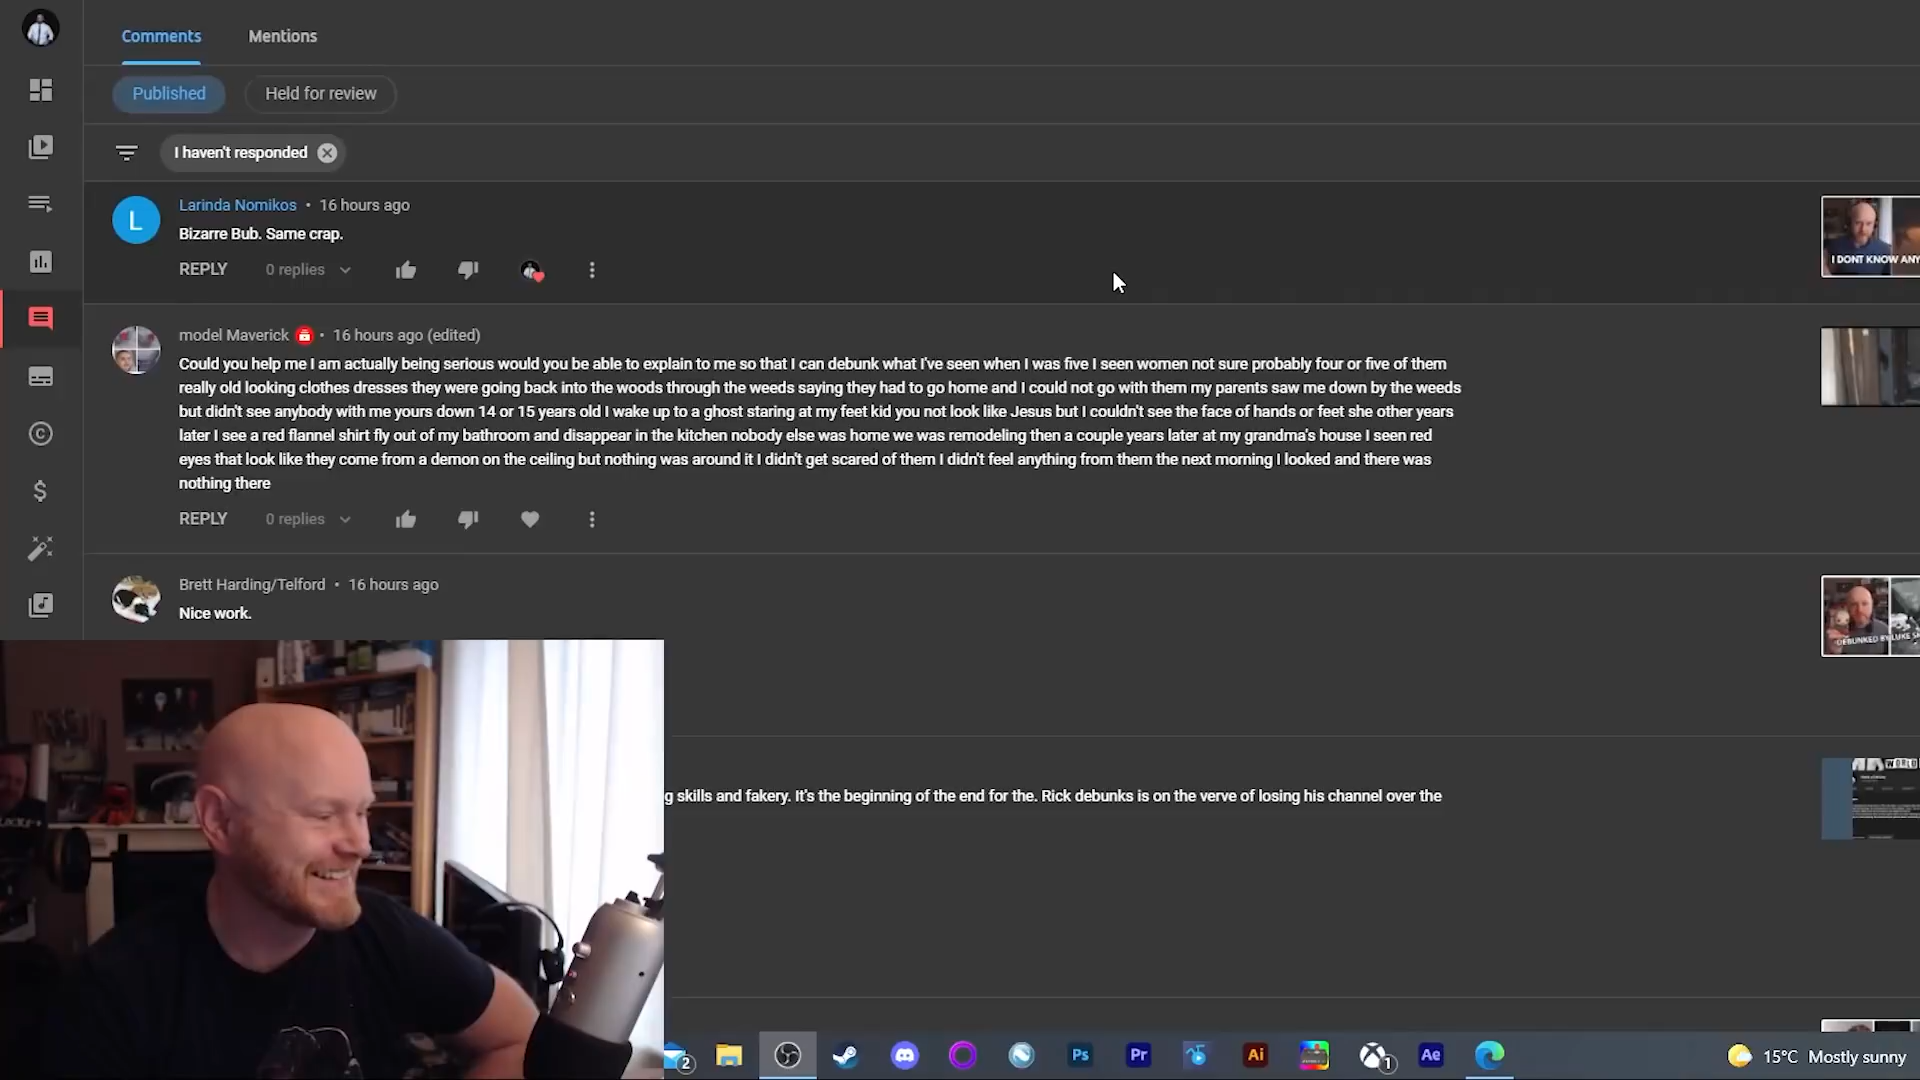 Comments
Mentions
Published
Held for review
I haven't responded
L
Larinda Nomikos • 16 hours ago
Bizarre Bub. Same crap.
REPLY 0 replies
I DONT KNOW ANY
model Maverick • 16 hours ago (edited)
Could you help me I am actually being serious would you be able to explain to me so that I can debunk what I've seen when I was five I seen women not sure probably four or five of them
really old looking clothes dresses they were going back into the woods through the weeds saying they had to go home and I could not go with them my parents saw me down by the weeds
but didn't see anybody with me yours down 14 or 15 years old I wake up to a ghost staring at my feet kid you not look like Jesus but I couldn't see the face of hands or feet she other years
later I see a red flannel shirt fly out of my bathroom and disappear in the kitchen nobody else was home we was remodeling then a couple years later at my grandma's house I seen red
eyes that look like they come from a demon on the ceiling but nothing was around it I didn't get scared of them I didn't feel anything from them the next morning I looked and there was
nothing there
REPLY 0 replies
Brett Harding/Telford • 16 hours ago
Nice work.
DEBUNKED BY LUKE
g skills and fakery. It's the beginning of the end for the. Rick debunks is on the verve of losing his channel over the
WORLD
2
Ps
Pr
Ai
1
Ae
15°C Mostly sunny